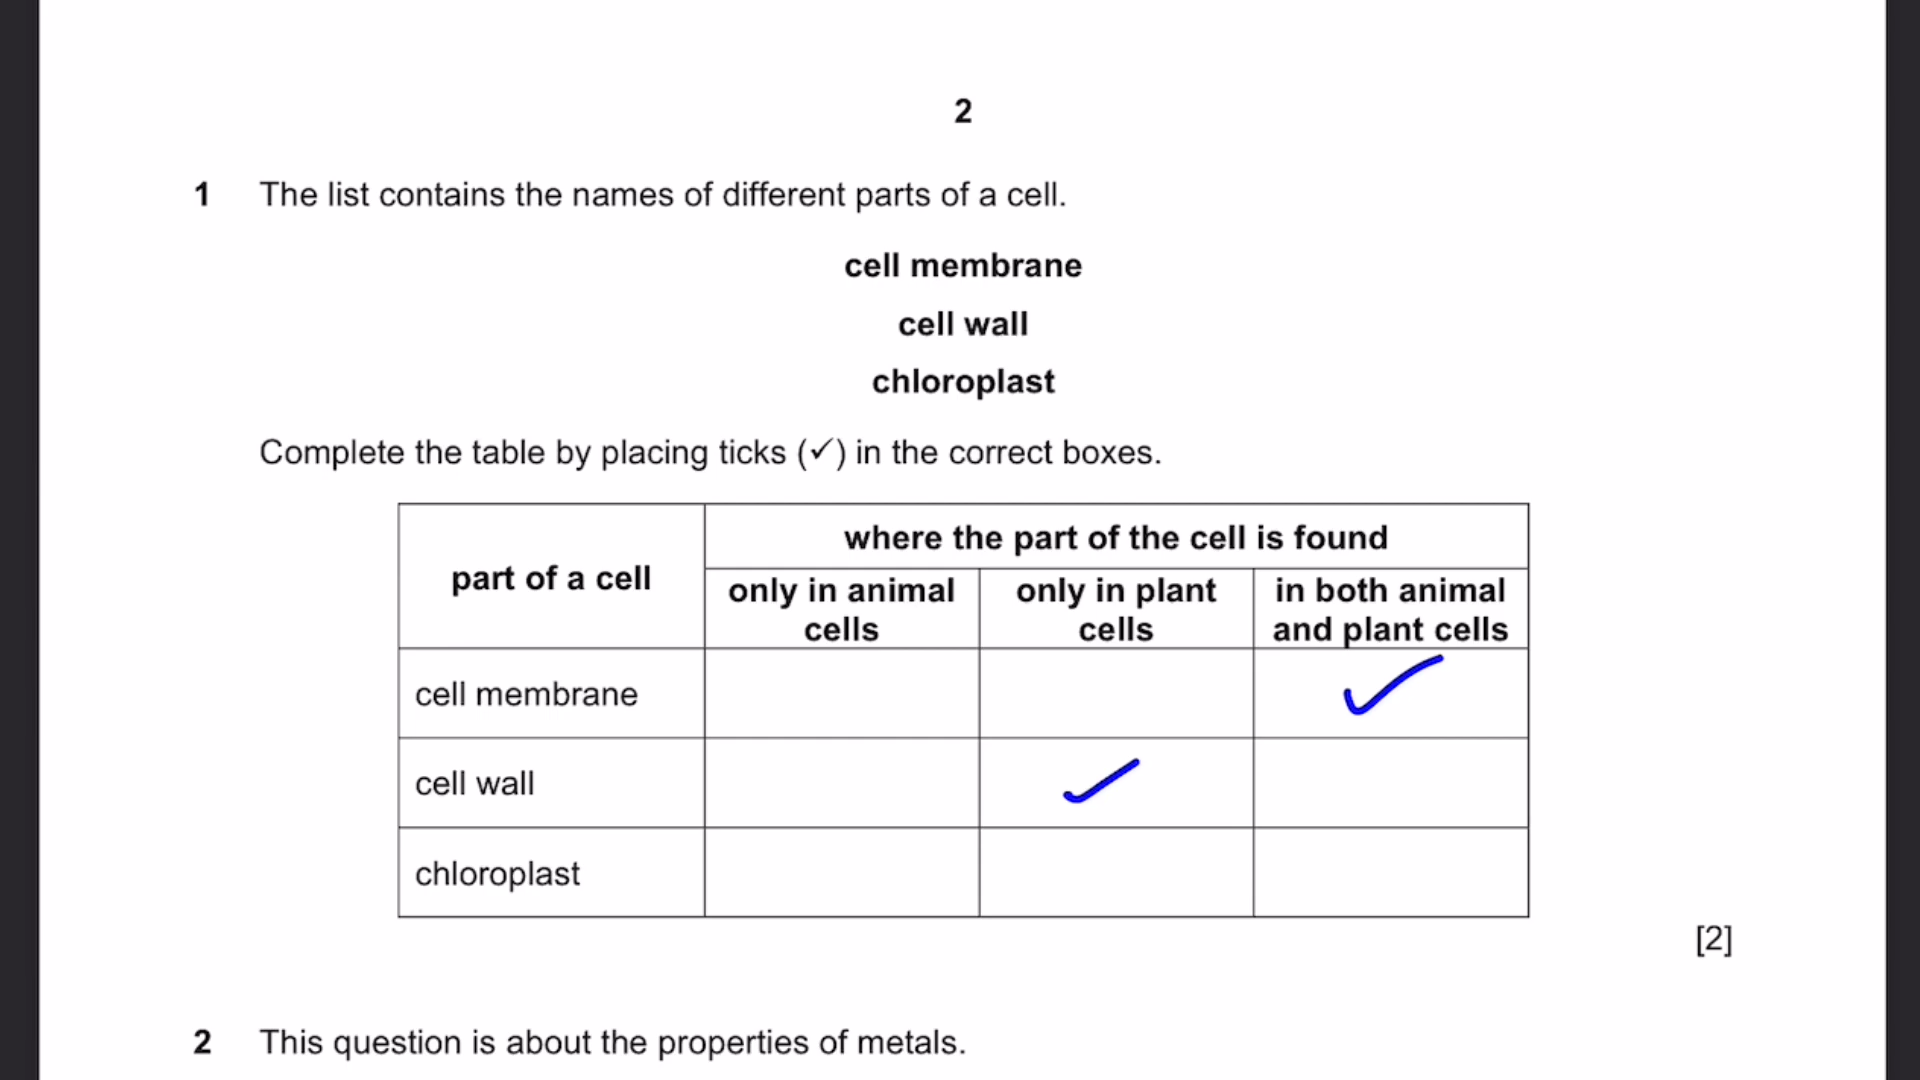 2
1 The list contains the names of different parts of a cell.
cell membrane
cell wall
chloroplast
Complete the table by placing ticks (✓) in the correct boxes.
part of a cell
where the part of the cell is found
only in animal cells
only in plant cells
in both animal and plant cells
cell membrane ✓
cell wall ✓
chloroplast
[2]
2 This question is about the properties of metals.